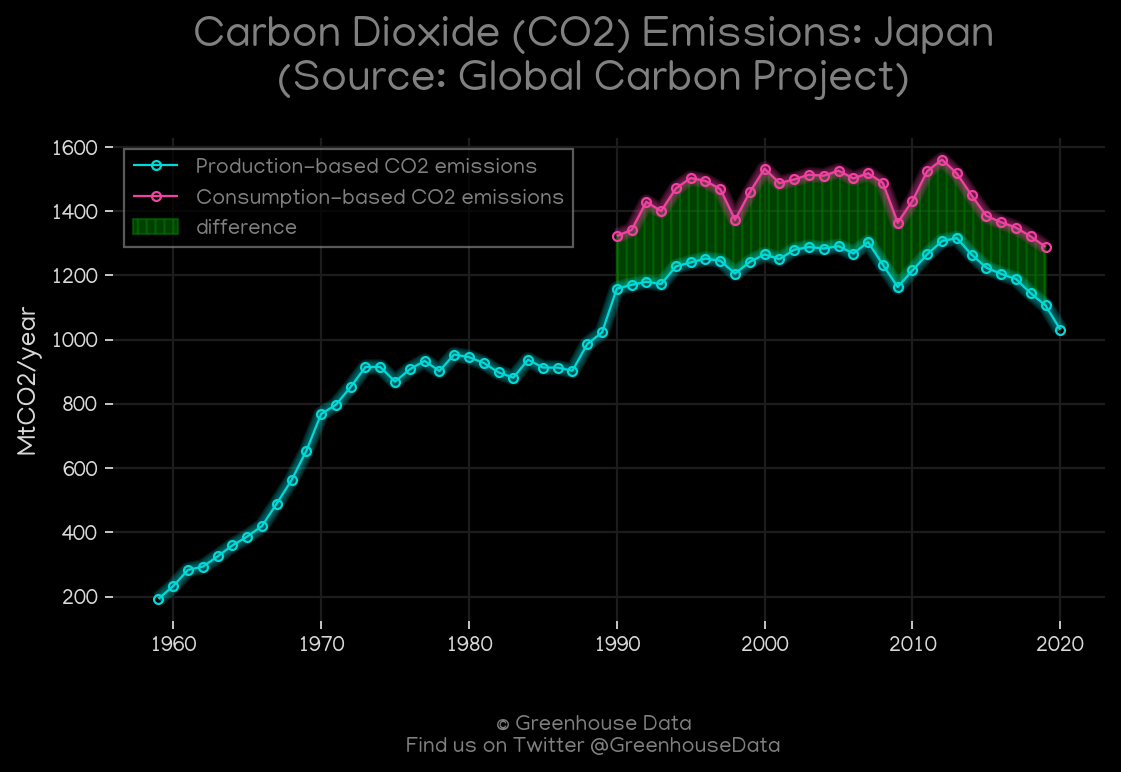 Carbon Dioxide (CO2) Emissions: Japan
(Source: Global Carbon Project)
Production-based CO2 emissions
Consumption-based CO2 emissions
difference
MtCO2/year
1600
1400
1200
1000
800
600
400
200
1960 1970 1980 1990 2000 2010 2020
© Greenhouse Data
Find us on Twitter @GreenhouseData